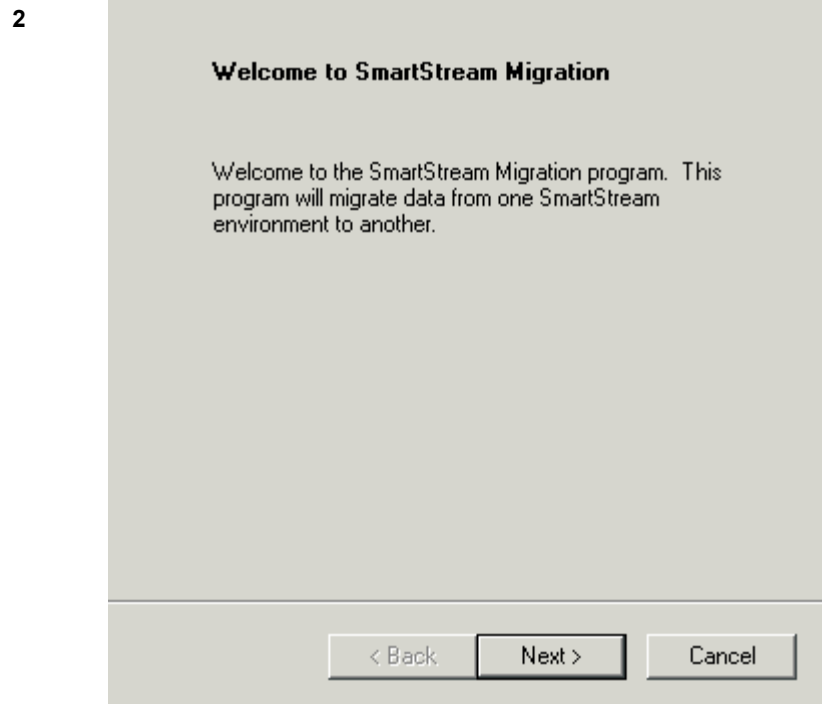 2
Welcome to SmartStream Migration
Welcome to the SmartStream Migration program.  This
program will migrate data from one SmartStream
environment to another.
< Back
Next >
Cancel